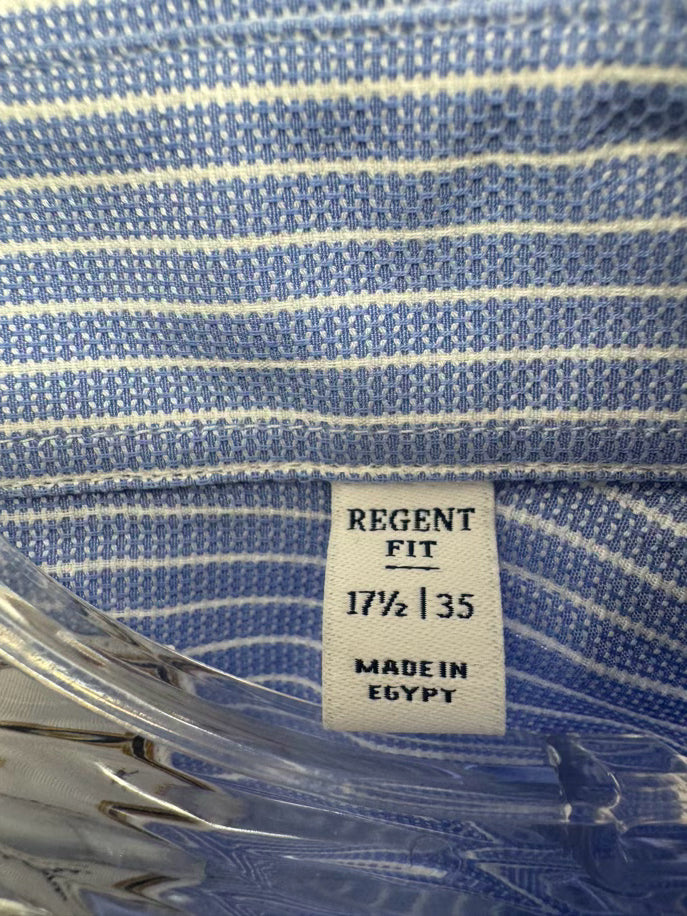 REGENT
FIT
17½ | 35
MADE IN
EGYPT